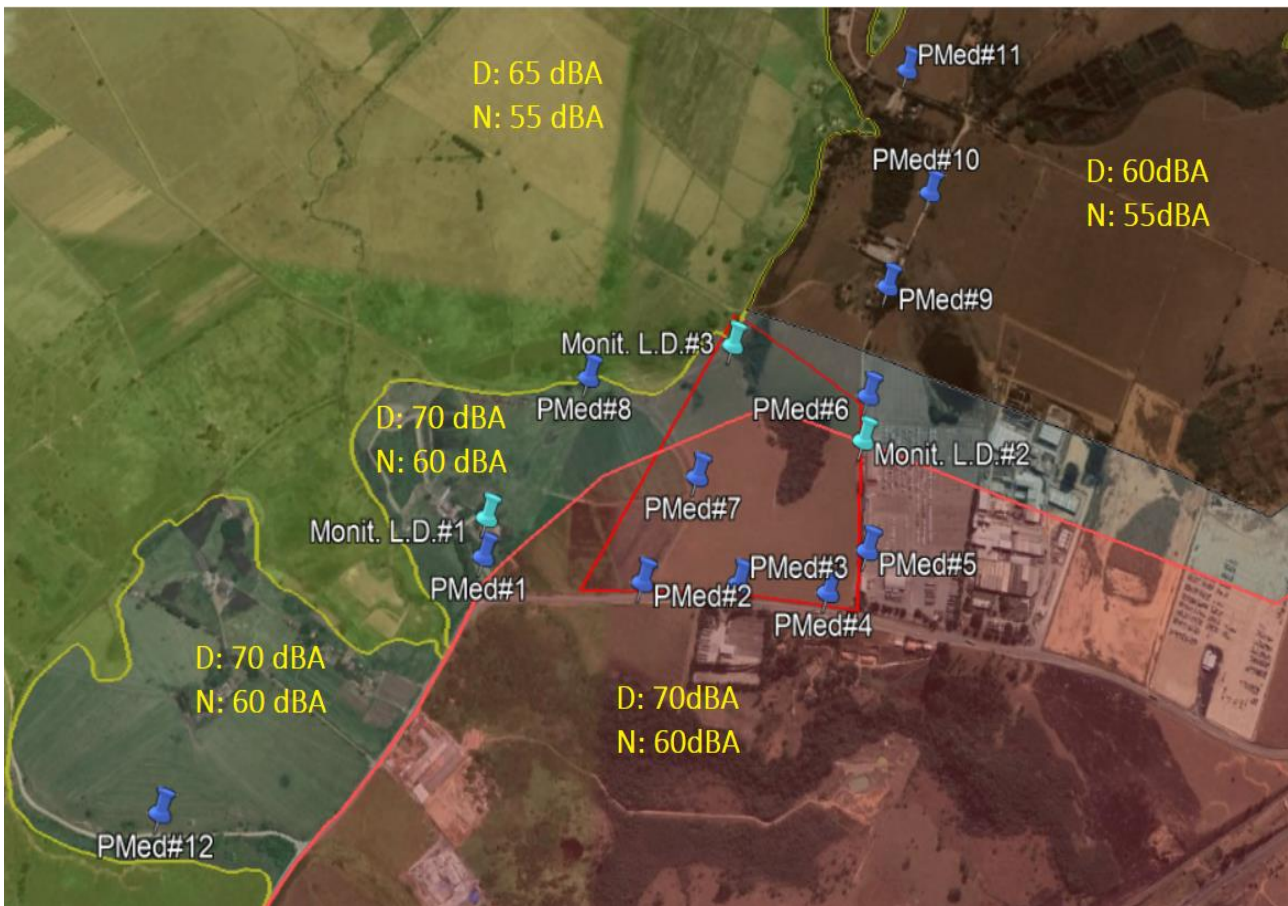 D: 65 dBA
N: 55 dBA
PMed#11
PMed#10
D: 60dBA
N: 55dBA
PMed#9
Monit. L.D.#3
PMed#8
PMed#6
D: 70 dBA
N: 60 dBA
Monit. L.D.#2
PMed#7
Monit. L.D.#1
PMed#1
PMed#2
PMed#3
PMed#5
PMed#4
D: 70 dBA
N: 60 dBA
D: 70dBA
N: 60dBA
PMed#12